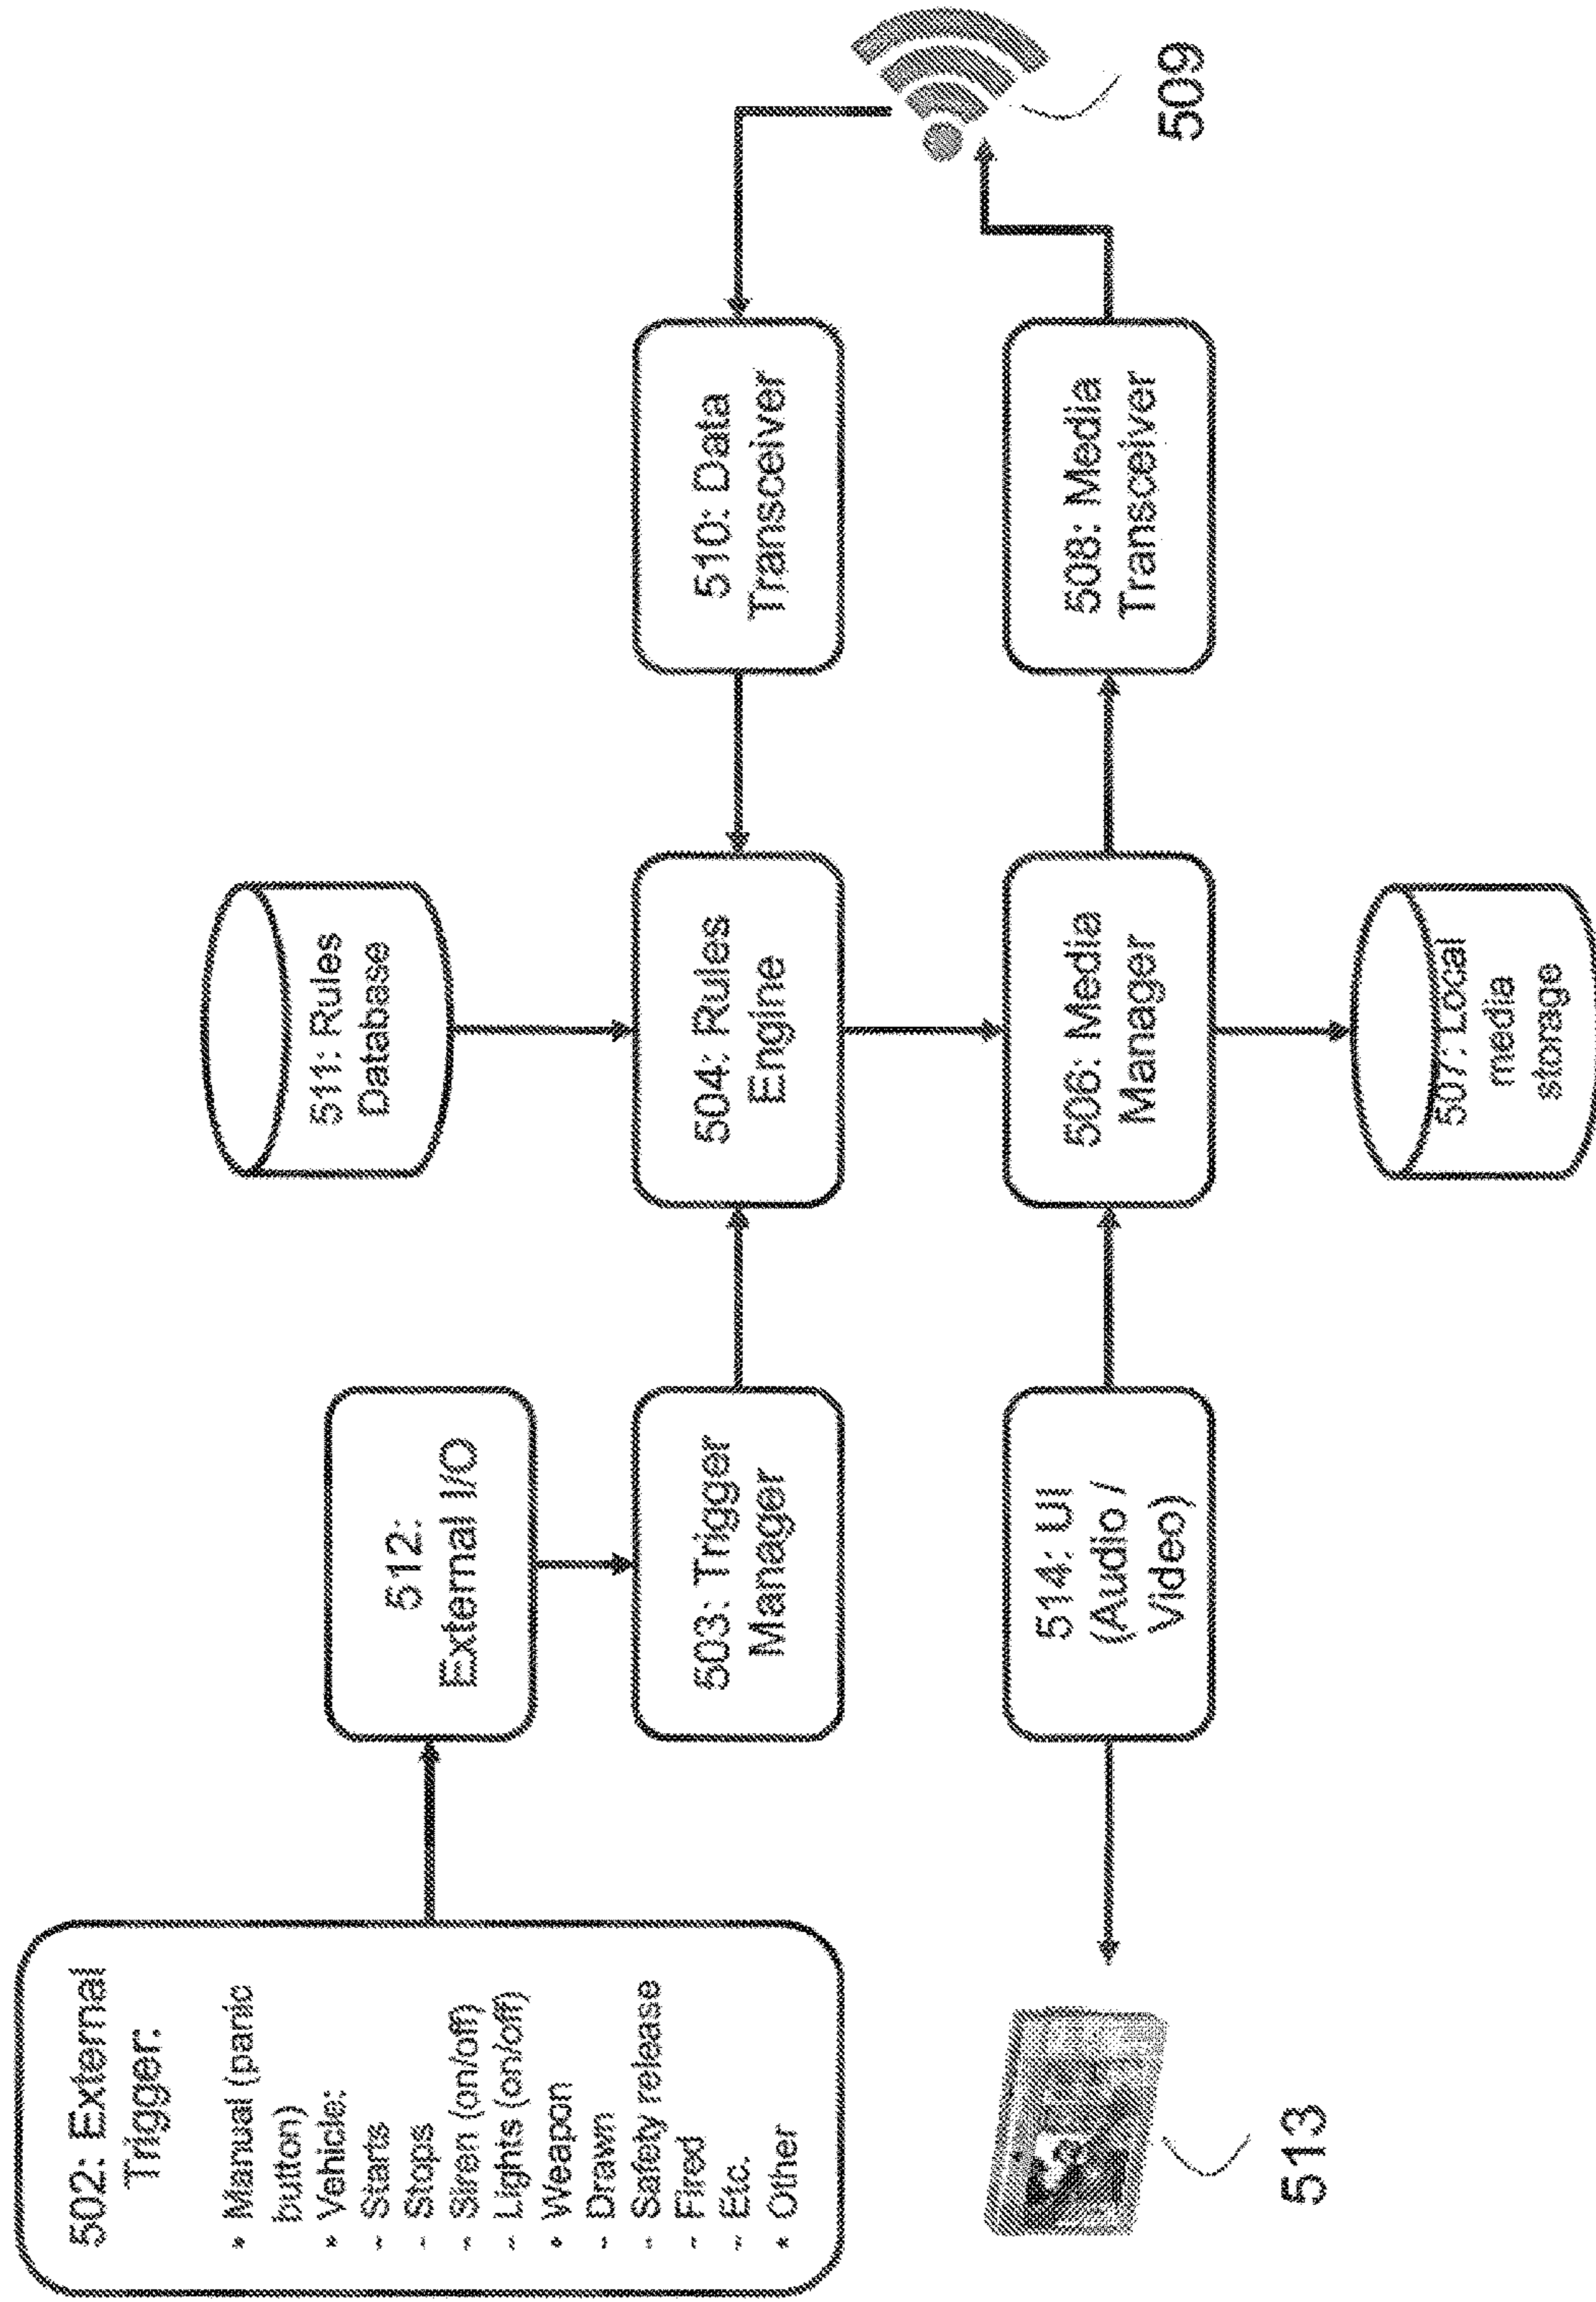 502: External
Trigger:
* Manual (panic
button)
* Vehicle:
- Starts
- Stops
- Siren (on/off)
- Lights (on/off)
* Weapon
- Drawn
- Safety release
- Fired
- Etc.
* Other
512:
External I/O
503: Trigger
Manager
511: Rules
Database
504: Rules
Engine
510: Data
Transceiver
509
513
514: UI
(Audio /
Video)
506: Media
Manager
508: Media
Transceiver
507: Local
media
storage